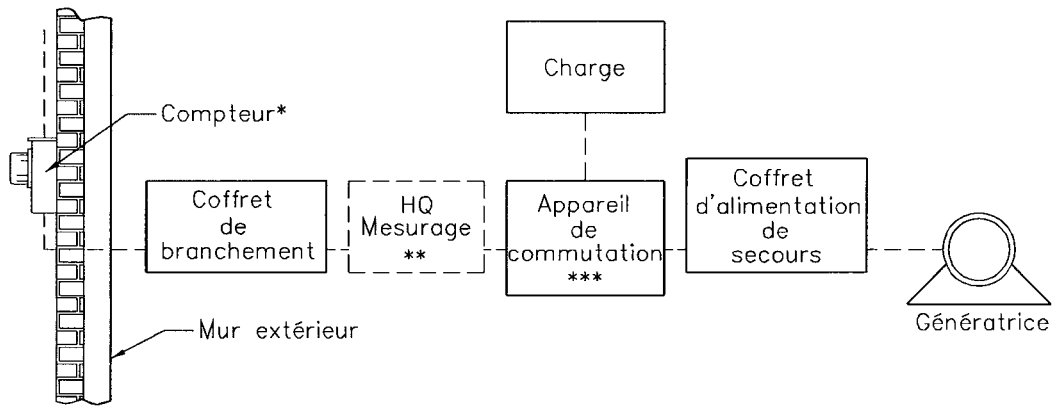 Charge
Compteur*
Coffret
de
branchement
HQ
Mesurage
**
Appareil
de
commutation
***
Coffret
d'alimentation
de
secours
Génératrice
Mur extérieur